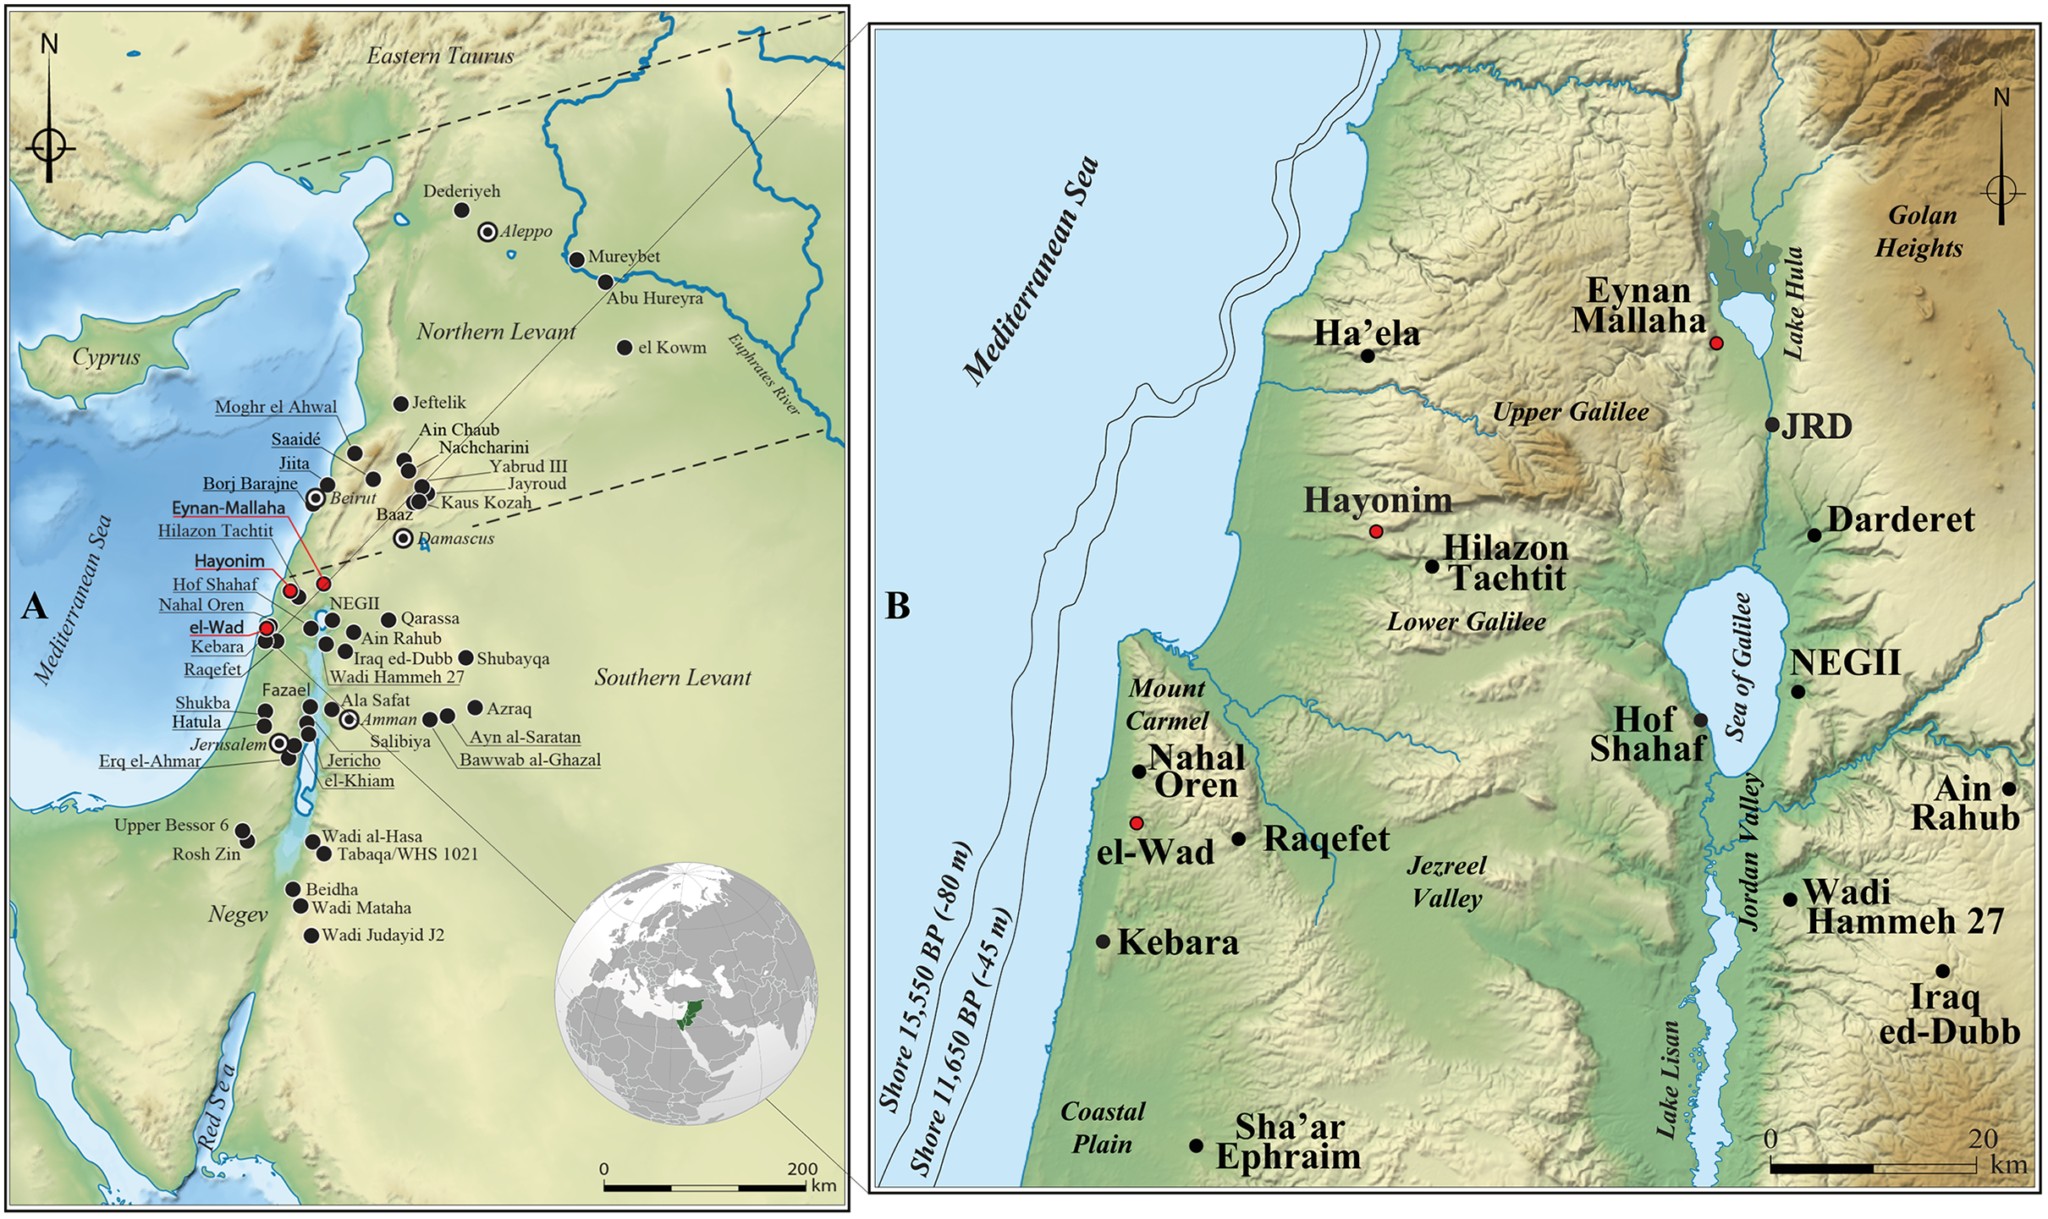 N
Eastern Taurus
Dederiyeh
Aleppo
Mureybet
Abu Hureyra
Northern Levant
el Kowm
Euphrates River
Cyprus
Jeftelik
Moghr el Ahwal
Ain Chaub
Saaidé
Nachcharini
Jiita
Yabrud III
Borj Barajne
Jayroud
Beirut
Kaus Kozah
Eynan-Mallaha
Baaz
Hilazon Tachtit
Damascus
Hayonim
Hof Shahaf
Nahal Oren
NEGII
Qarassa
el-Wad
Ain Rahub
Kebara
Iraq ed-Dubb
Shubayqa
Raqefet
Wadi Hammeh 27
Mediterranean Sea
A
Southern Levant
Fazael
Shukba
Ala Safat
Azraq
Hatula
Amman
Jerusalem
Salibiya
Ayn al-Saratan
Erq el-Ahmar
Jericho
Bawwab al-Ghazal
el-Khiam
Upper Bessor 6
Wadi al-Hasa
Rosh Zin
Tabaqa/WHS 1021
Beidha
Negev
Wadi Mataha
Wadi Judayid J2
Red Sea
0 200
km
N
Mediterranean Sea
Golan
Heights
Eynan
Mallaha
Lake Hula
Ha’ela
Upper Galilee
JRD
Hayonim
Darderet
Hilazon
Tachtit
B
Lower Galilee
Sea of Galilee
NEGII
Mount
Carmel
Hof
Shahaf
Nahal
Oren
Ain
Rahub
Jordan Valley
el-Wad
Raqefet
Jezreel
Valley
Wadi
Hammeh 27
Kebara
Shore 15,550 BP (-80 m)
Shore 11,650 BP (-45 m)
Iraq
ed-Dubb
Lake Lisan
Coastal
Plain
Sha’ar
Ephraim
0 20
km